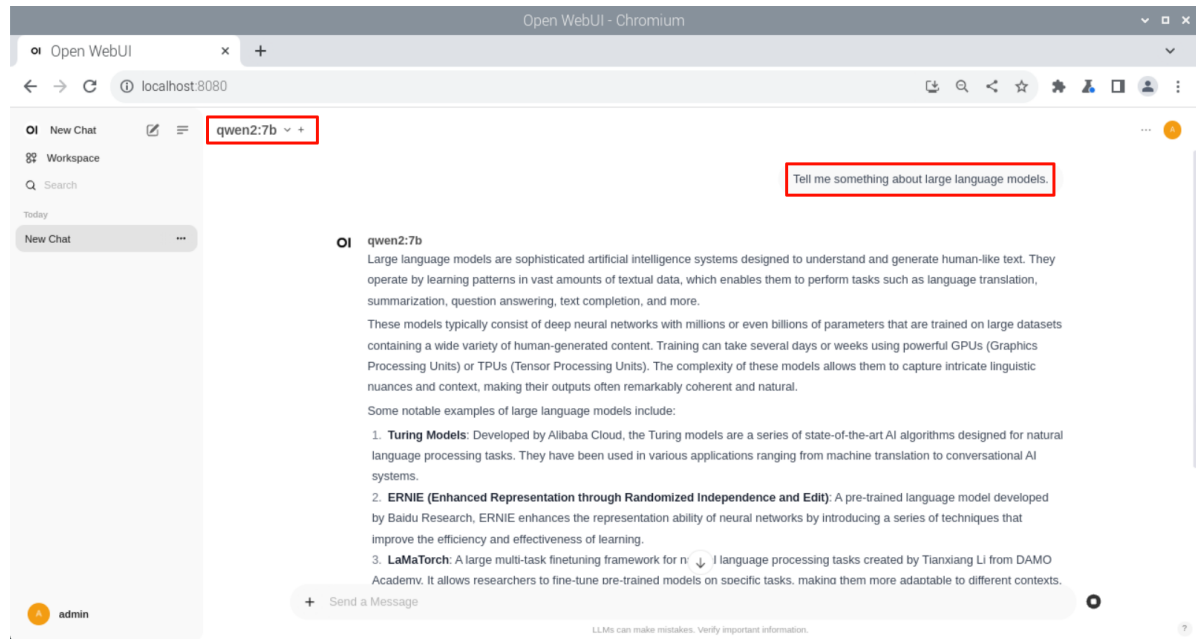 Open WebUI - Chromium
OI Open WebUI
localhost:8080
OI New Chat
qwen2:7b
A
Workspace
Search
Today
New Chat
Tell me something about large language models.
OI qwen2:7b
Large language models are sophisticated artificial intelligence systems designed to understand and generate human-like text. They
operate by learning patterns in vast amounts of textual data, which enables them to perform tasks such as language translation,
summarization, question answering, text completion, and more.
These models typically consist of deep neural networks with millions or even billions of parameters that are trained on large datasets
containing a wide variety of human-generated content. Training can take several days or weeks using powerful GPUs (Graphics
Processing Units) or TPUs (Tensor Processing Units). The complexity of these models allows them to capture intricate linguistic
nuances and context, making their outputs often remarkably coherent and natural.
Some notable examples of large language models include:
1. Turing Models: Developed by Alibaba Cloud, the Turing models are a series of state-of-the-art AI algorithms designed for natural
language processing tasks. They have been used in various applications ranging from machine translation to conversational AI
systems.
2. ERNIE (Enhanced Representation through Randomized Independence and Edit): A pre-trained language model developed
by Baidu Research, ERNIE enhances the representation ability of neural networks by introducing a series of techniques that
improve the efficiency and effectiveness of learning.
3. LaMaTorch: A large multi-task finetuning framework for language processing tasks created by Tianxiang Li from DAMO
Academy. It allows researchers to fine-tune pre-trained models on specific tasks, making them more adaptable to different contexts.
+ Send a Message
A admin
LLMs can make mistakes. Verify important information.
?